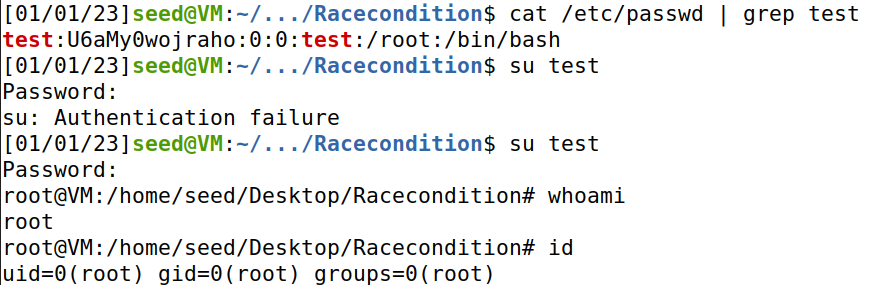 [01/01/23]seed@VM:~/.../Racecondition$ cat /etc/passwd | grep test
test:U6aMy0wojraho:0:0:test:/root:/bin/bash
[01/01/23]seed@VM:~/.../Racecondition$ su test
Password:
su: Authentication failure
[01/01/23]seed@VM:~/.../Racecondition$ su test
Password:
root@VM:/home/seed/Desktop/Racecondition# whoami
root
root@VM:/home/seed/Desktop/Racecondition# id
uid=0(root) gid=0(root) groups=0(root)